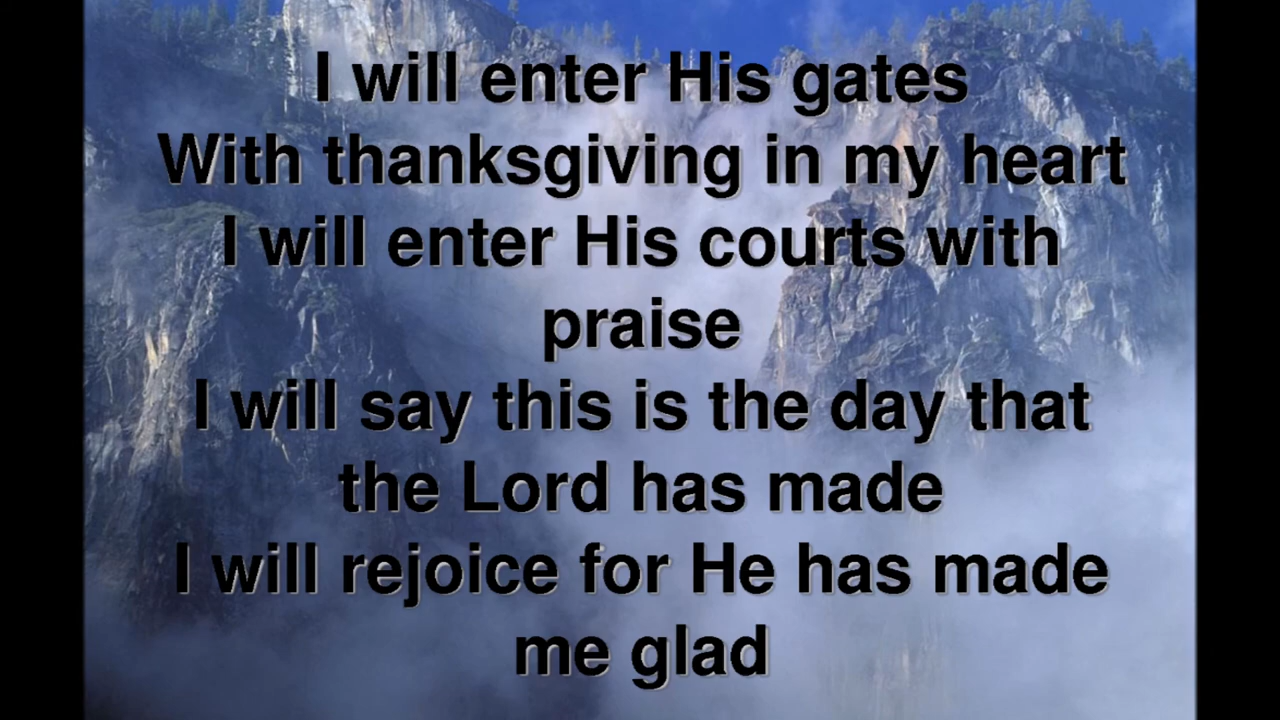 I will enter His gates
With thanksgiving in my heart
I will enter His courts with
praise
I will say this is the day that
the Lord has made
I will rejoice for He has made
me glad